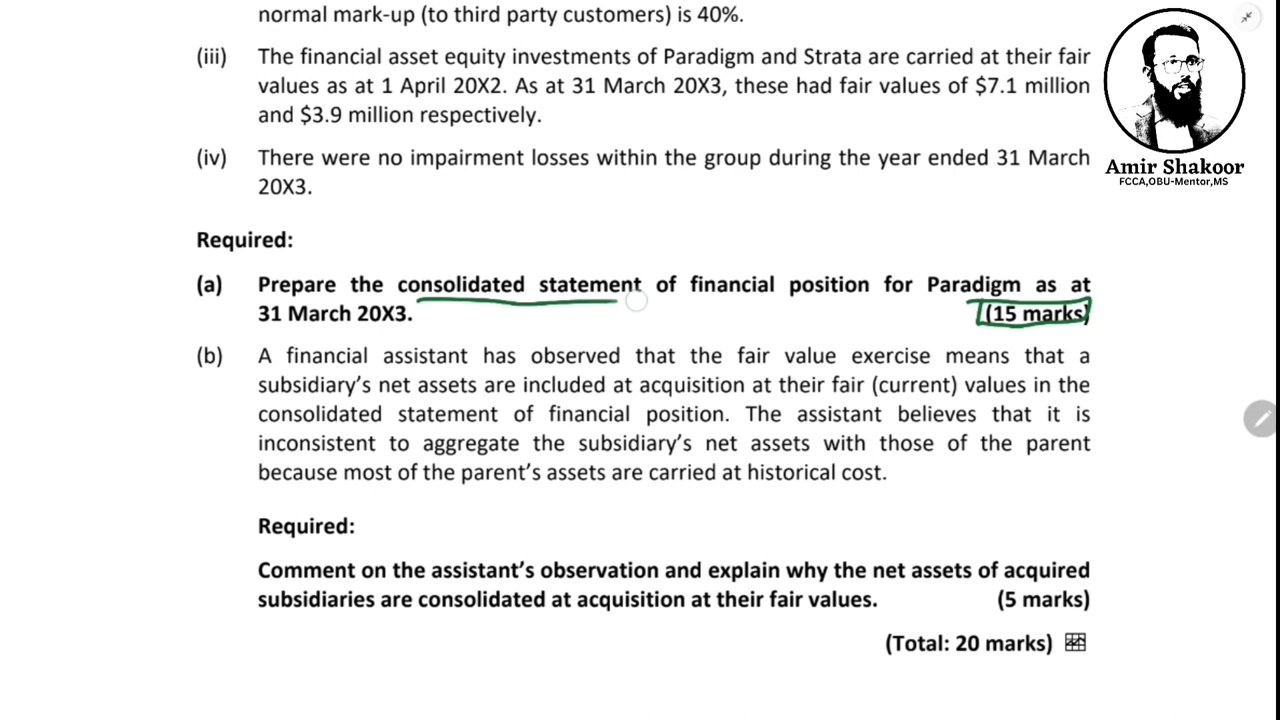 normal mark-up (to third party customers) is 40%.
(iii) The financial asset equity investments of Paradigm and Strata are carried at their fair
values as at 1 April 20X2. As at 31 March 20X3, these had fair values of $7.1 million
and $3.9 million respectively.
(iv) There were no impairment losses within the group during the year ended 31 March
20X3.
Amir Shakoor
FCCA,OBU-Mentor,MS
Required:
(a) Prepare the consolidated statement of financial position for Paradigm as at
31 March 20X3. (15 marks)
(b) A financial assistant has observed that the fair value exercise means that a
subsidiary's net assets are included at acquisition at their fair (current) values in the
consolidated statement of financial position. The assistant believes that it is
inconsistent to aggregate the subsidiary's net assets with those of the parent
because most of the parent's assets are carried at historical cost.
Required:
Comment on the assistant's observation and explain why the net assets of acquired
subsidiaries are consolidated at acquisition at their fair values. (5 marks)
(Total: 20 marks)